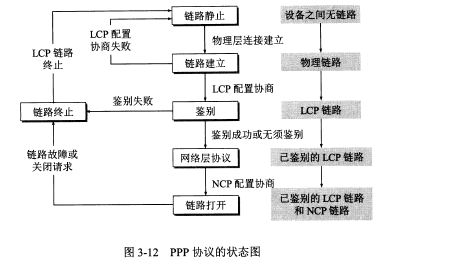 链路静止
设备之间无链路
LCP 配置
协商失败
物理层连接建立
LCP 链路
终止
链路建立
物理链路
LCP 配置协商
链路终止
鉴别失败
鉴别
LCP 链路
鉴别成功或无须鉴别
链路故障或
关闭请求
网络层协议
已鉴别的 LCP 链路
NCP 配置协商
链路打开
已鉴别的 LCP 链路
和 NCP 链路
图 3-12 PPP 协议的状态图